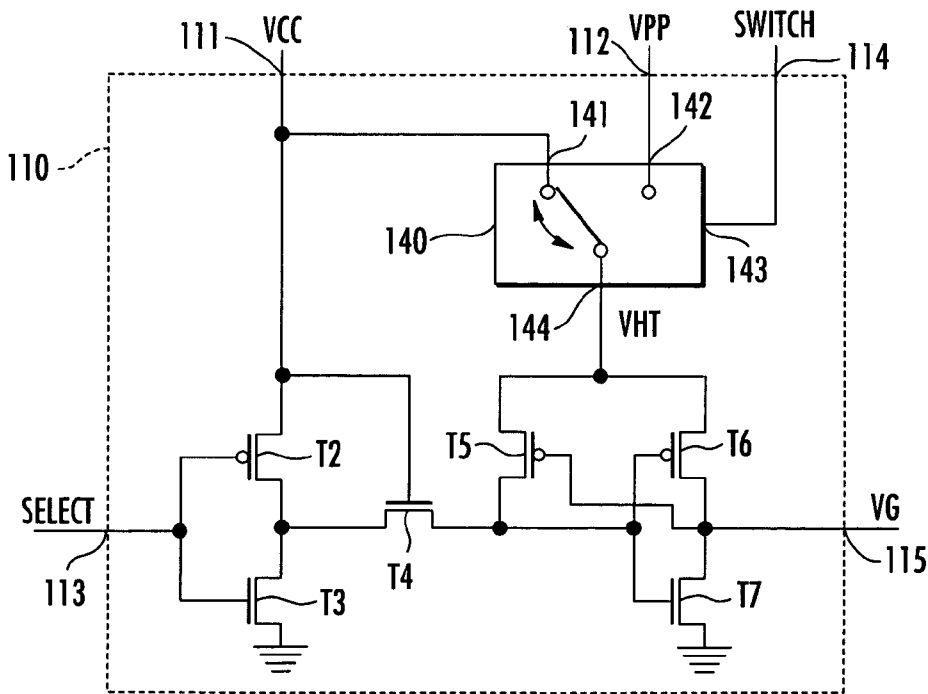 VCC
VPP
SWITCH
111
112
114
141
142
110
140
143
144
VHT
T2
T5
T6
SELECT
VG
T4
113
115
T3
T7